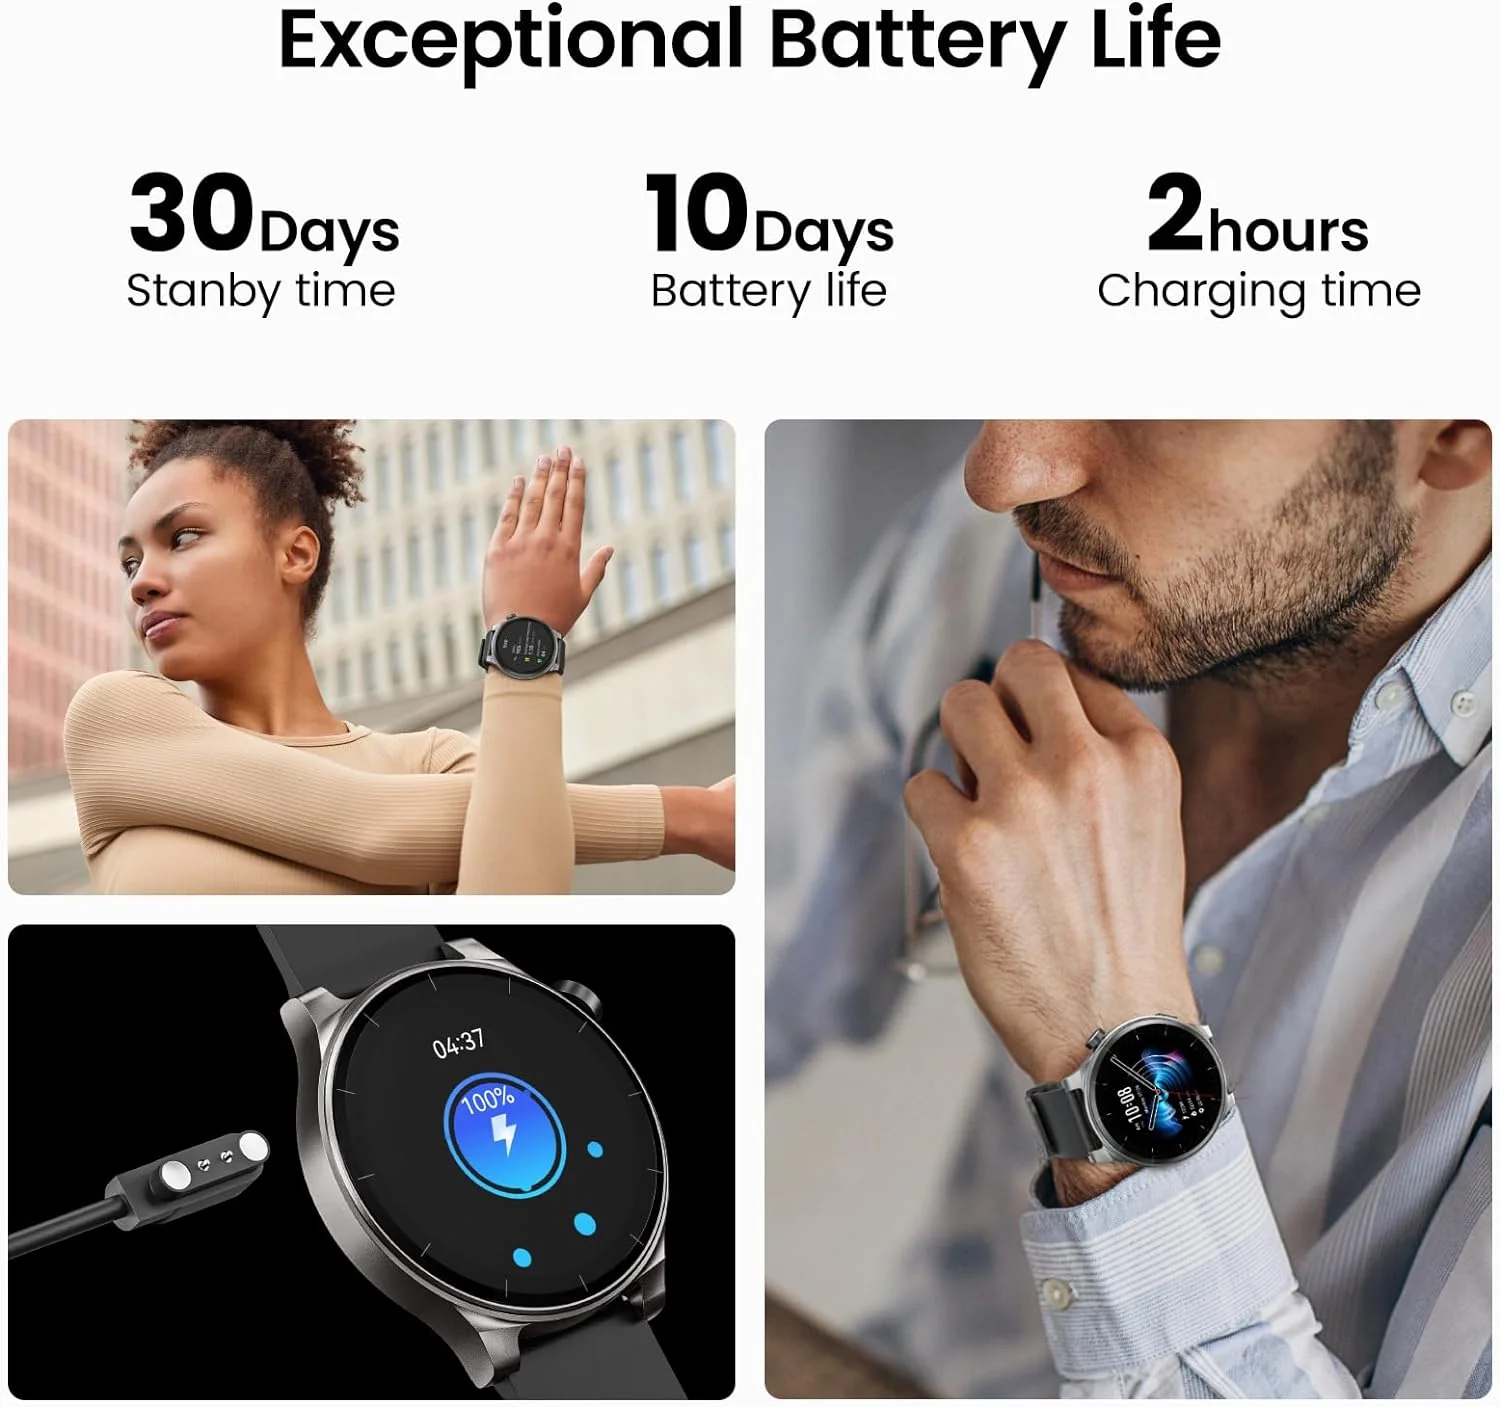 Exceptional Battery Life
30Days
Stanby time
10Days
Battery life
2hours
Charging time
04:37
100%
10:08